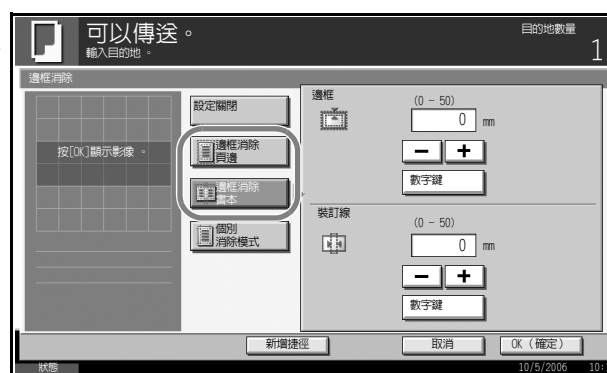 可以傳送。
輸入目的地。
目的地數量
1
邊框消除
按[OK]顯示影像。
設定關閉
邊框消除
頁邊
邊框消除
書本
個別
消除模式
邊框
(0 - 50)
0 mm
數字鍵
裝訂線
(0 - 50)
0 mm
數字鍵
新增捷徑
取消
OK (確定)
狀態
10/5/2006 10: